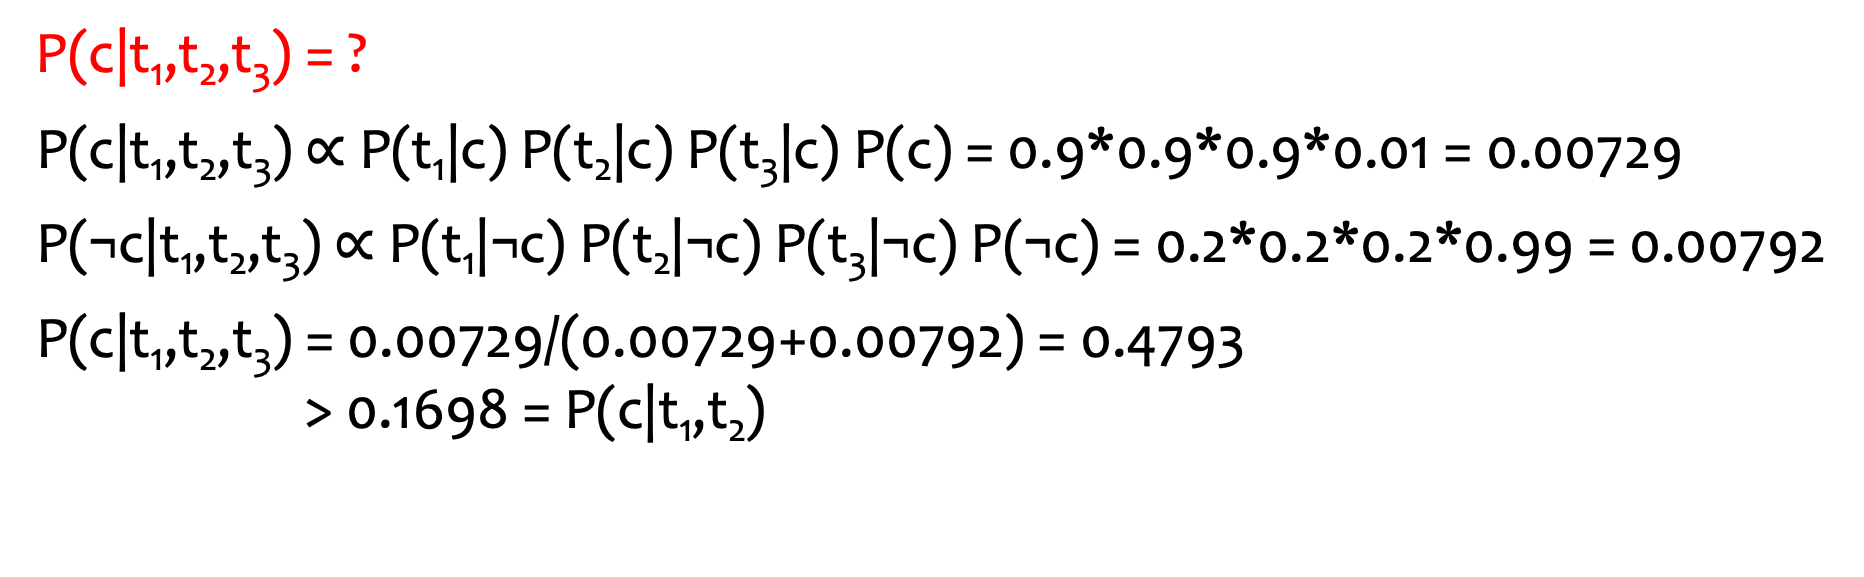 P(c|t₁,t₂,t₃) = ?
P(c|t₁,t₂,t₃) ∝ P(t₁|c) P(t₂|c) P(t₃|c) P(c) = 0.9*0.9*0.9*0.01 = 0.00729
P(¬c|t₁,t₂,t₃) ∝ P(t₁|¬c) P(t₂|¬c) P(t₃|¬c) P(¬c) = 0.2*0.2*0.2*0.99 = 0.00792
P(c|t₁,t₂,t₃) = 0.00729/(0.00729+0.00792) = 0.4793
> 0.1698 = P(c|t₁,t₂)